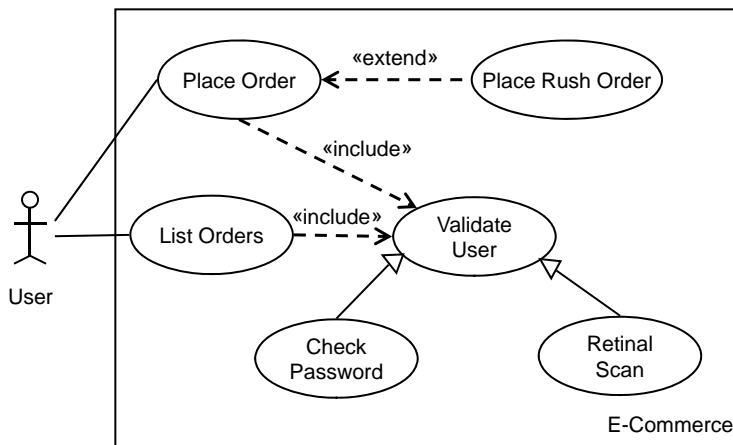 «extend»
Place Order
Place Rush Order
«include»
«include»
List Orders
Validate
User
User
Check
Password
Retinal
Scan
E-Commerce